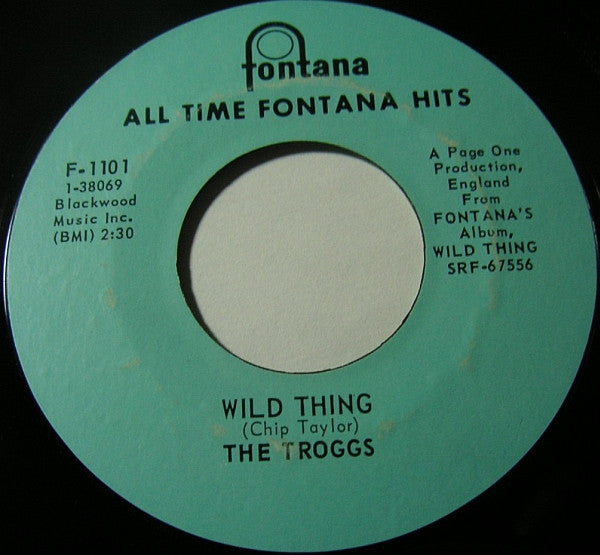 fontana
ALL TIME FONTANA HITS
F-1101
1-38069
Blackwood
Music Inc.
(BMI) 2:30
A Page One
Production,
England
From
FONTANA'S
Album,
WILD THING
SRF-67556
WILD THING
(Chip Taylor)
THE TROGGS